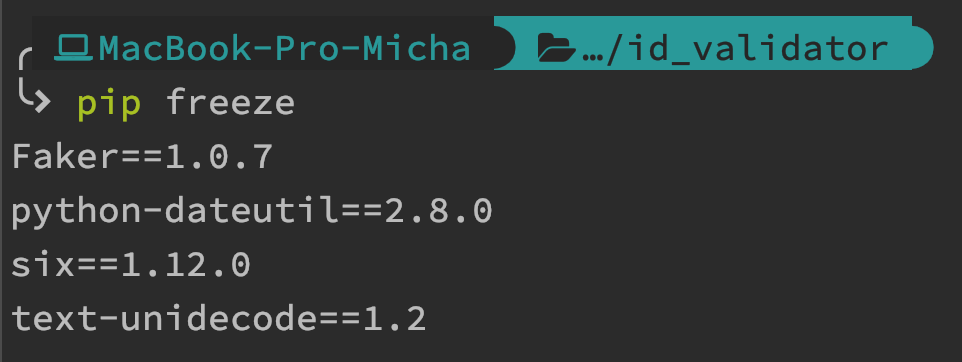 MacBook-Pro-Micha …/id_validator
pip freeze
Faker==1.0.7
python-dateutil==2.8.0
six==1.12.0
text-unidecode==1.2